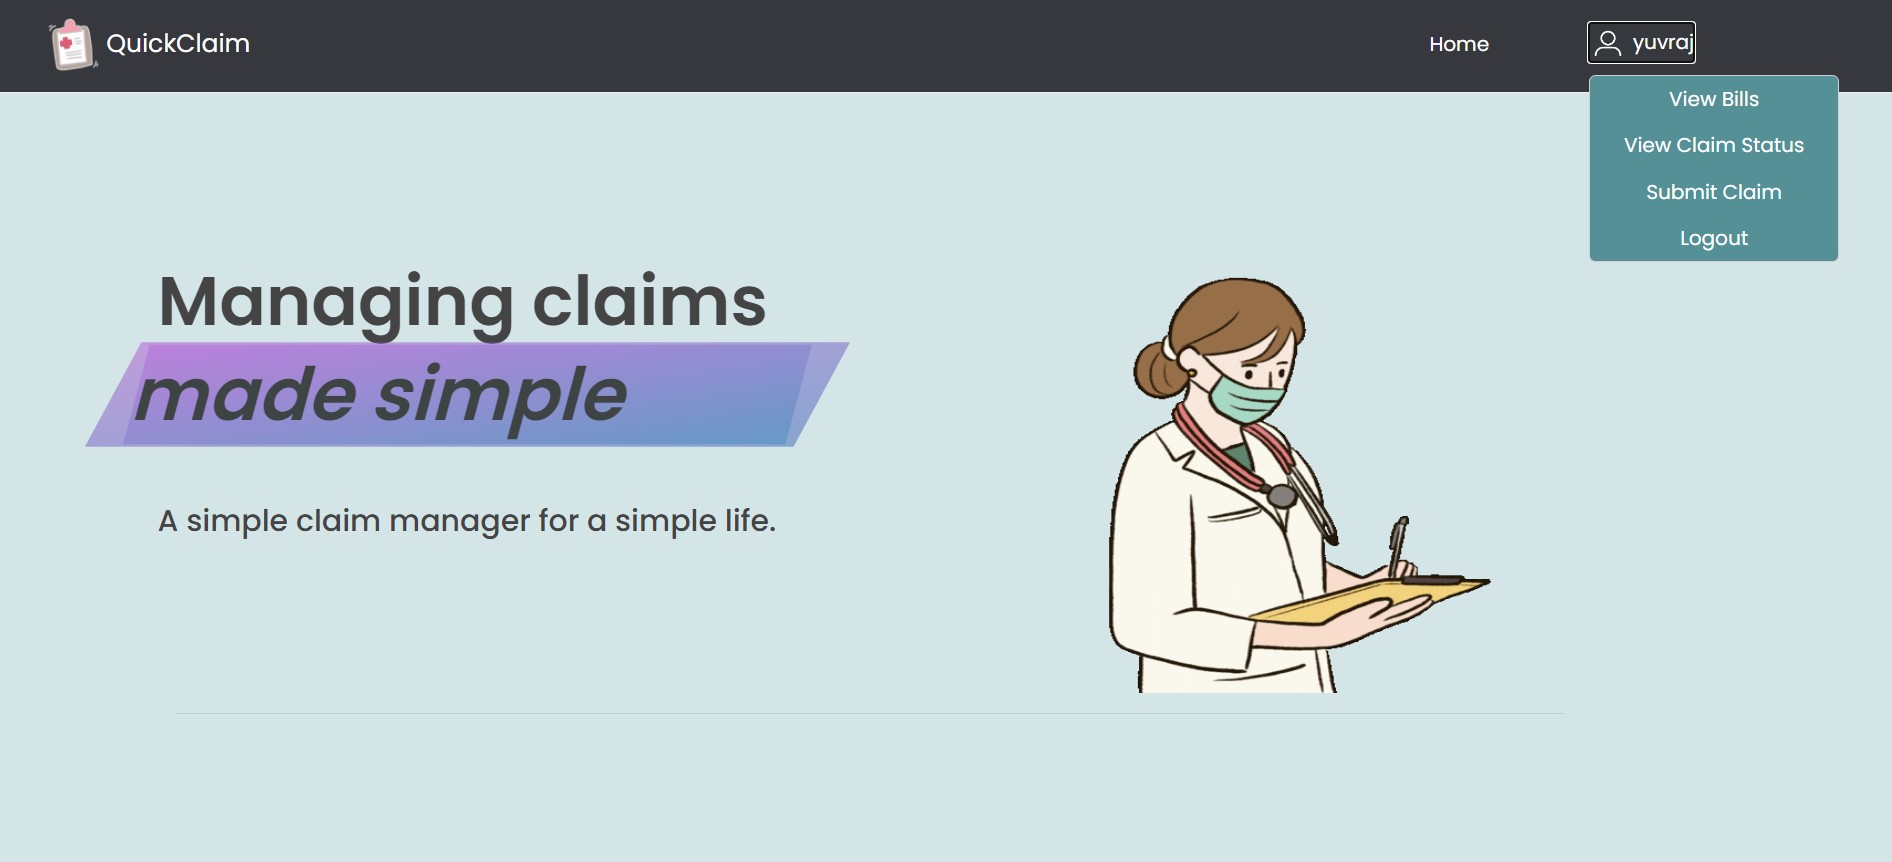 QuickClaim
Home
yuvraj
View Bills
View Claim Status
Submit Claim
Logout
Managing claims
made simple
A simple claim manager for a simple life.